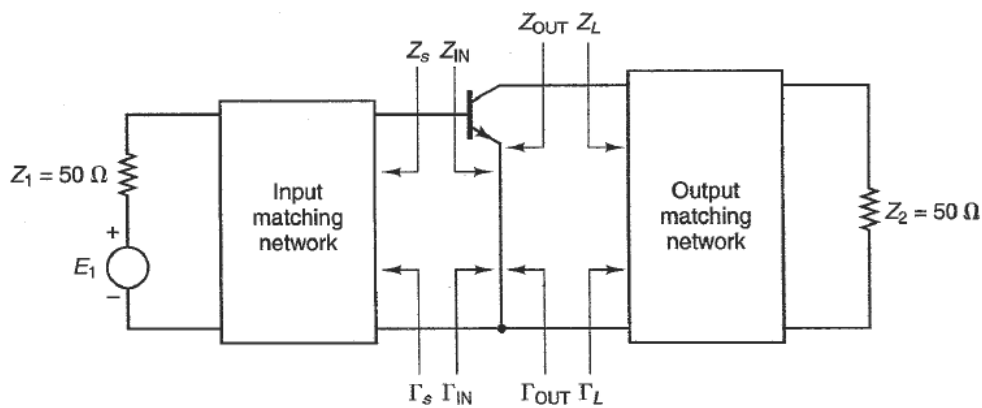 Z_OUT Z_L
Z_s Z_IN
Z_1 = 50 Ω
Input
matching
network
Output
matching
network
Z_2 = 50 Ω
+
E_1
−
Γ_s Γ_IN
Γ_OUT Γ_L